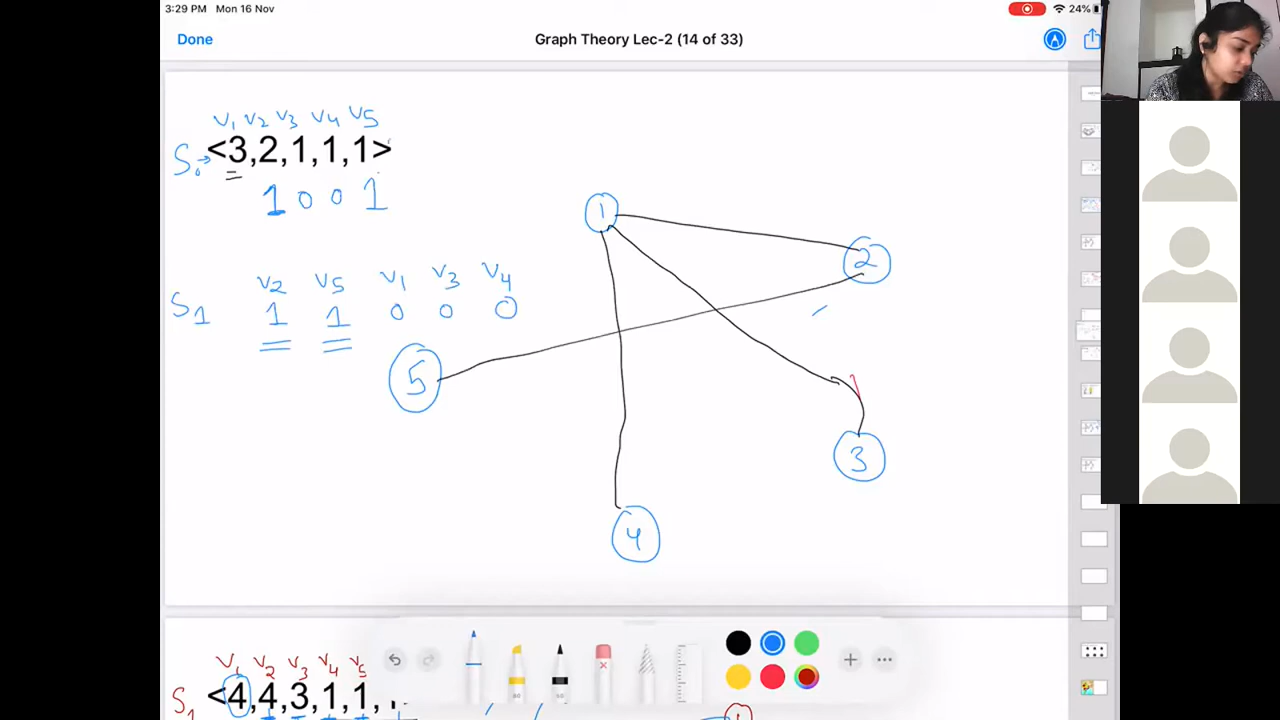 3:29 PM Mon 16 Nov
24%
Done
Graph Theory Lec-2 (14 of 33)
V1 V2 V3 V4 V5
S0→ <3,2,1,1,1>
1 0 0 1
V2 V5 V1 V3 V4
S1 1 1 0 0 0
1
2
5
3
4
V1 V2 V3 V4 V5
S1 <4,4,3,1,1,